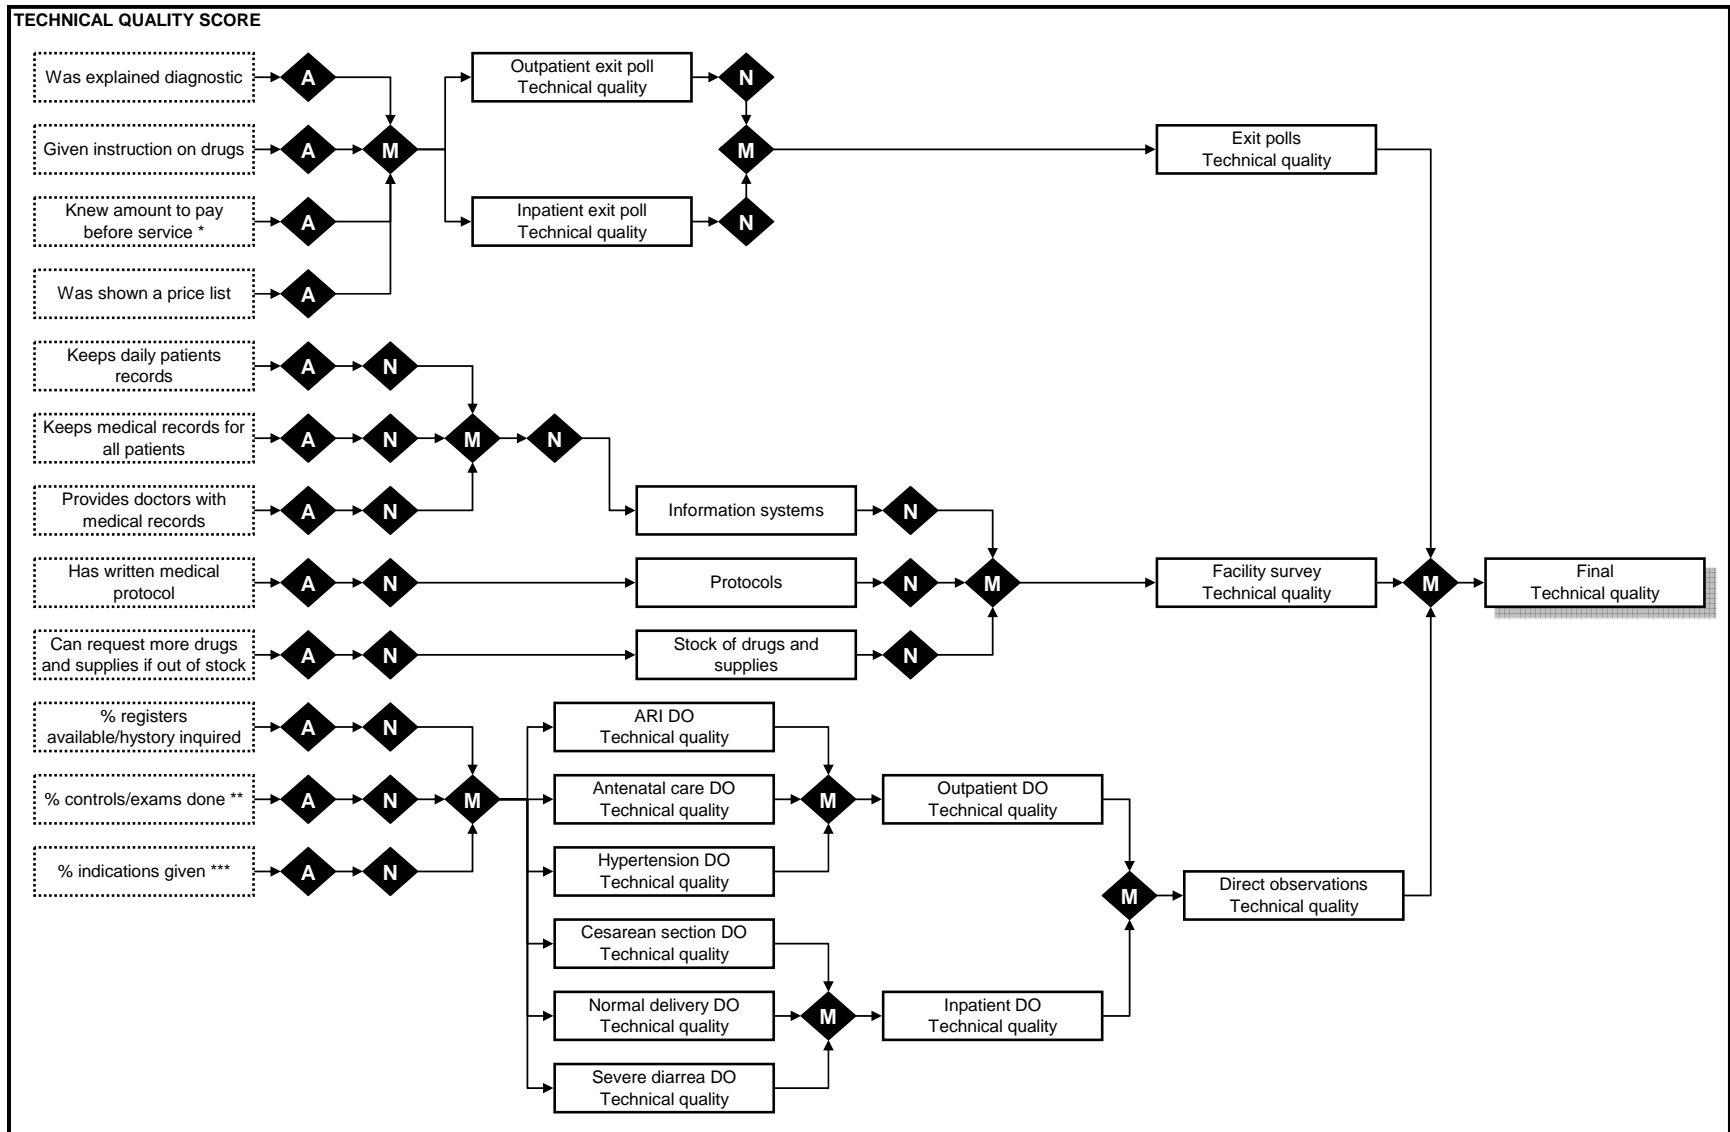 TECHNICAL QUALITY SCORE
Was explained diagnostic
A
Outpatient exit poll
Technical quality
N
Given instruction on drugs
A
M
M
Exit polls
Technical quality
Knew amount to pay
before service *
A
Inpatient exit poll
Technical quality
N
Was shown a price list
A
Keeps daily patients
records
A
N
Keeps medical records for
all patients
A
N
M
N
Provides doctors with
medical records
A
N
Information systems
N
Has written medical
protocol
A
N
Protocols
N
M
Facility survey
Technical quality
M
Final
Technical quality
Can request more drugs
and supplies if out of stock
A
N
Stock of drugs and
supplies
N
% registers
available/hystory inquired
A
N
ARI DO
Technical quality
% controls/exams done **
A
N
M
Antenatal care DO
Technical quality
M
Outpatient DO
Technical quality
% indications given ***
A
N
Hypertension DO
Technical quality
M
Direct observations
Technical quality
Cesarean section DO
Technical quality
Normal delivery DO
Technical quality
M
Inpatient DO
Technical quality
Severe diarrea DO
Technical quality